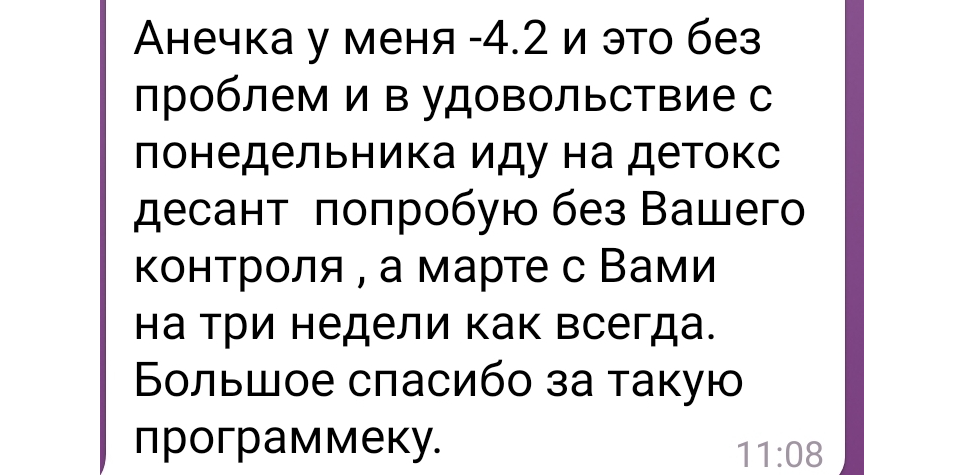 Анечка у меня -4.2 и это без
проблем и в удовольствие с
понедельника иду на детокс
десант  попробую без Вашего
контроля , а марте с Вами
на три недели как всегда.
Большое спасибо за такую
программеку.
11:08